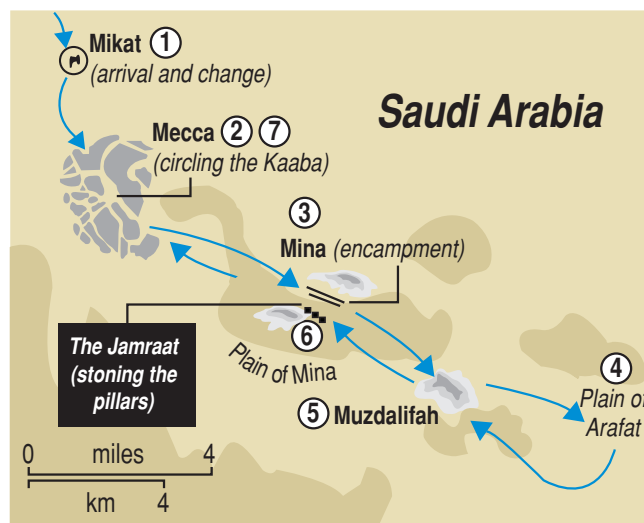 Mikat 1
(arrival and change)
Saudi Arabia
Mecca 2 7
(circling the Kaaba)
3
Mina (encampment)
The Jamraat
(stoning the
pillars)
6
Plain of Mina
4
Plain of
Arafat
5 Muzdalifah
0 miles 4
km 4